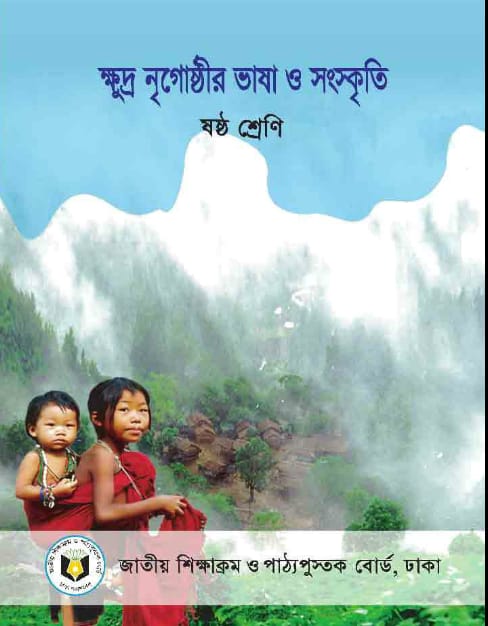 ক্ষুদ্র নৃগোষ্ঠীর ভাষা ও সংস্কৃতি
ষষ্ঠ শ্রেণি
জাতীয় শিক্ষাক্রম ও পাঠ্যপুস্তক বোর্ড, ঢাকা